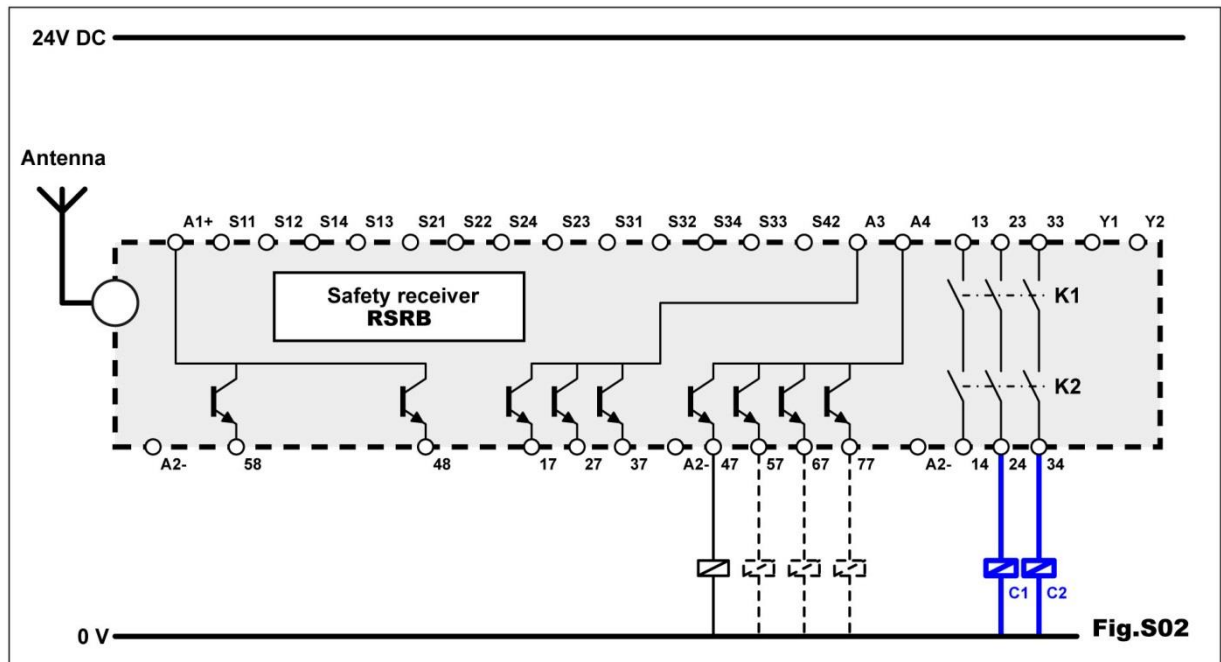 24V DC
Antenna
A1+ S11 S12 S14 S13 S21 S22 S24 S23 S31 S32 S34 S33 S42 A3 A4 13 23 33 Y1 Y2
Safety receiver
RSRB
K1
K2
A2- 58 48 17 27 37 A2- 47 57 67 77 A2- 14 24 34
C1 C2
0 V
Fig.S02